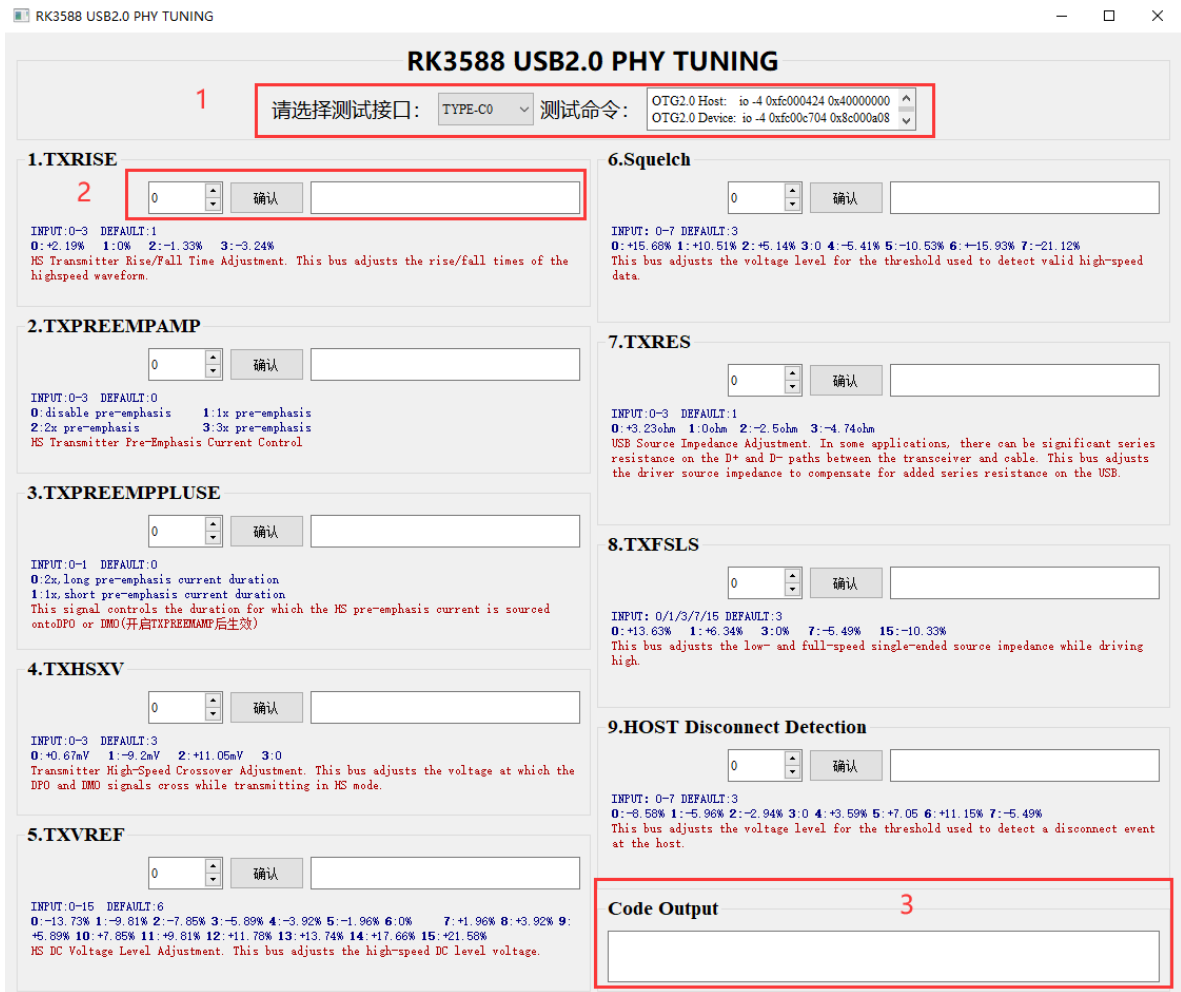 RK3588 USB2.0 PHY TUNING
RK3588 USB2.0 PHY TUNING
1
请选择测试接口: TYPE-C0 测试命令:
OTG2.0 Host: io -4 0xfc000424 0x40000000
OTG2.0 Device: io -4 0xfc00c704 0x8c000a08
1.TXRISE
2
0 确认
INPUT:0-3 DEFAULT:1
0:+2.19% 1:0% 2:-1.33% 3:-3.24%
HS Transmitter Rise/Fall Time Adjustment. This bus adjusts the rise/fall times of the
highspeed waveform.
2.TXPREEMPAMP
0 确认
INPUT:0-3 DEFAULT:0
0:disable pre-emphasis 1:1x pre-emphasis
2:2x pre-emphasis 3:3x pre-emphasis
HS Transmitter Pre-Emphasis Current Control
3.TXPREEMPPLUSE
0 确认
INPUT:0-1 DEFAULT:0
0:2x,long pre-emphasis current duration
1:1x,short pre-emphasis current duration
This signal controls the duration for which the HS pre-emphasis current is sourced
ontoDPO or DMO(开启TXPREEMAMP后生效)
4.TXHSXV
0 确认
INPUT:0-3 DEFAULT:3
0:+0.67mV 1:-9.2mV 2:+11.05mV 3:0
Transmitter High-Speed Crossover Adjustment. This bus adjusts the voltage at which the
DPO and DMO signals cross while transmitting in HS mode.
5.TXVREF
0 确认
INPUT:0-15 DEFAULT:6
0:-13.73% 1:-9.81% 2:-7.85% 3:-5.89% 4:-3.92% 5:-1.96% 6:0% 7:+1.96% 8:+3.92% 9:
+5.89% 10:+7.85% 11:+9.81% 12:+11.78% 13:+13.74% 14:+17.66% 15:+21.58%
HS DC Voltage Level Adjustment. This bus adjusts the high-speed DC level voltage.
6.Squelch
0 确认
INPUT: 0-7 DEFAULT:3
0:+15.68% 1:+10.51% 2:+5.14% 3:0 4:-5.41% 5:-10.53% 6:+-15.93% 7:-21.12%
This bus adjusts the voltage level for the threshold used to detect valid high-speed
data.
7.TXRES
0 确认
INPUT:0-3 DEFAULT:1
0:+3.23ohm 1:0ohm 2:-2.5ohm 3:-4.74ohm
USB Source Impedance Adjustment. In some applications, there can be significant series
resistance on the D+ and D- paths between the transceiver and cable. This bus adjusts
the driver source impedance to compensate for added series resistance on the USB.
8.TXFSLS
0 确认
INPUT: 0/1/3/7/15 DEFAULT:3
0:+13.63% 1:+6.34% 3:0% 7:-5.49% 15:-10.33%
This bus adjusts the low- and full-speed single-ended source impedance while driving
high.
9.HOST Disconnect Detection
0 确认
INPUT: 0-7 DEFAULT:3
0:-8.58% 1:-5.96% 2:-2.94% 3:0 4:+3.59% 5:+7.05 6:+11.15% 7:-5.49%
This bus adjusts the voltage level for the threshold used to detect a disconnect event
at the host.
Code Output
3